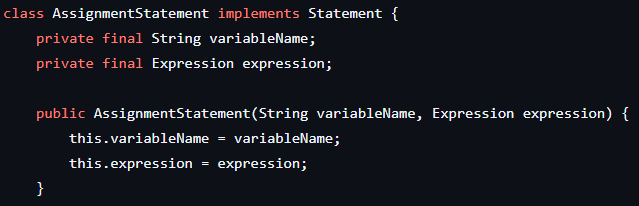 class AssignmentStatement implements Statement {
    private final String variableName;
    private final Expression expression;

    public AssignmentStatement(String variableName, Expression expression) {
        this.variableName = variableName;
        this.expression = expression;
    }